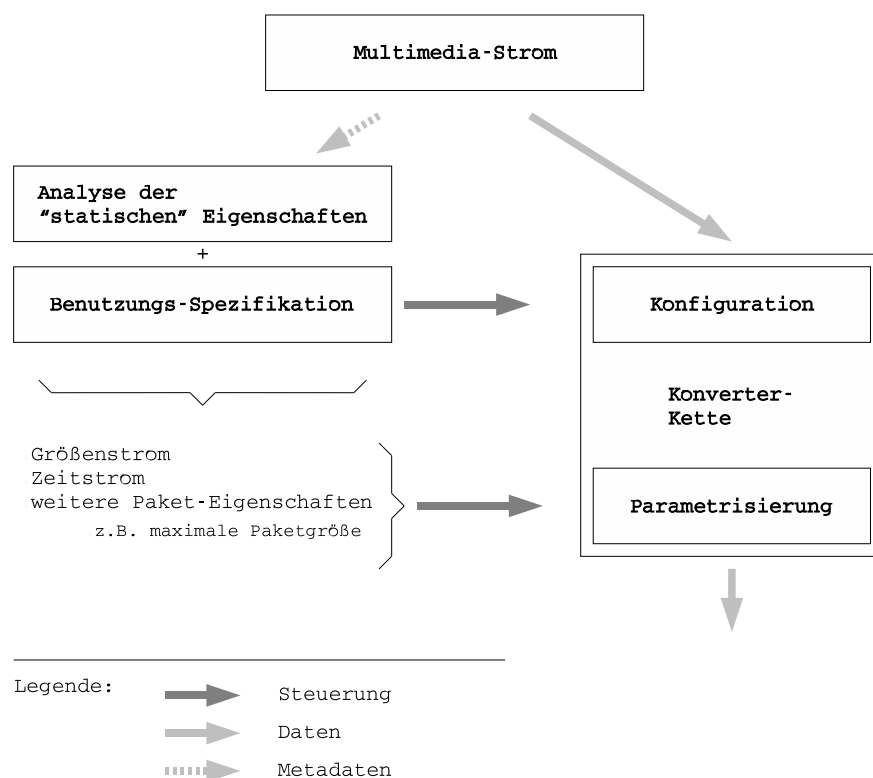 Multimedia-Strom
Analyse der
"statischen" Eigenschaften
+
Benutzungs-Spezifikation
Konfiguration
Konverter-
Kette
Größenstrom
Zeitstrom
weitere Paket-Eigenschaften
z.B. maximale Paketgröße
Parametrisierung
Legende:
Steuerung
Daten
Metadaten